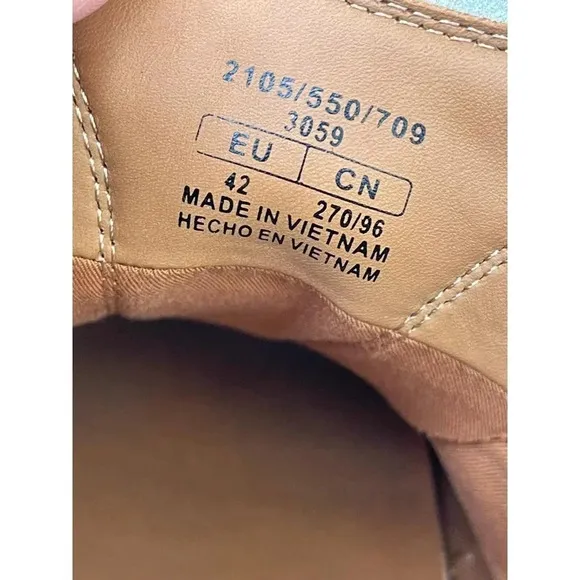 2105/550/709
3059
EU CN
42 270/96
MADE IN VIETNAM
HECHO EN VIETNAM